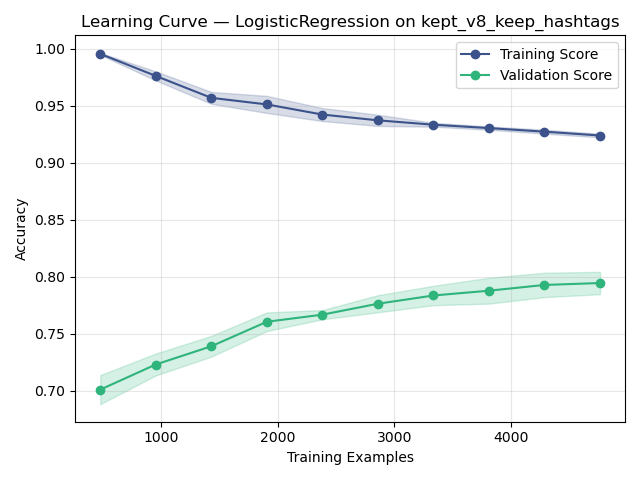 Learning Curve — LogisticRegression on kept_v8_keep_hashtags
Training Score
Validation Score
Accuracy
1.00
0.95
0.90
0.85
0.80
0.75
0.70
1000 2000 3000 4000
Training Examples